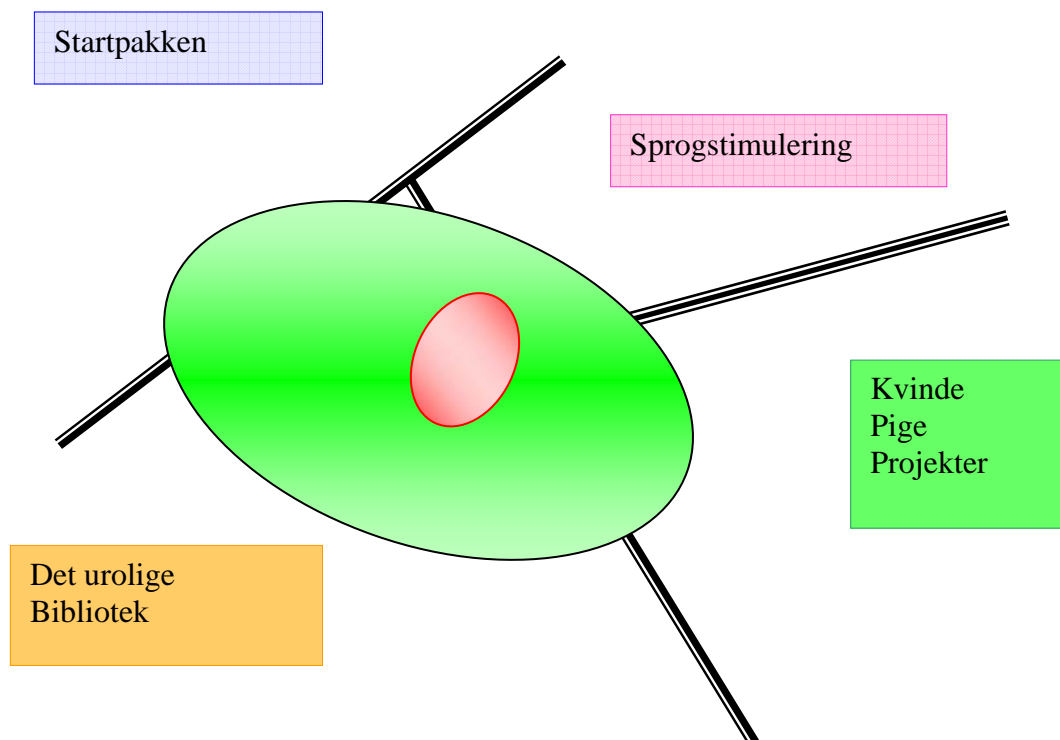 Startpakken
Sprogstimulering
Kvinde
Pige
Projekter
Det urolige
Bibliotek